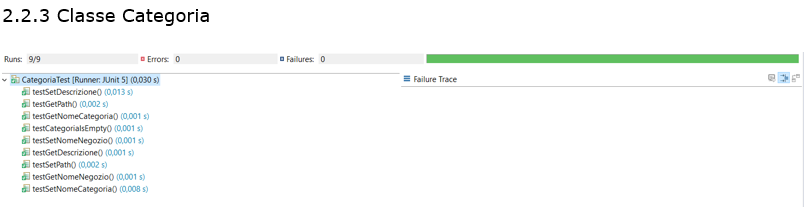 2.2.3 Classe Categoria
Runs: 9/9 Errors: 0 Failures: 0
CategoriaTest [Runner: JUnit 5] (0,030 s)
Failure Trace
testSetDescrizione() (0,013 s)
testGetPath() (0,002 s)
testGetNomeCategoria() (0,001 s)
testCategoriaIsEmpty() (0,001 s)
testSetNomeNegozio() (0,001 s)
testGetDescrizione() (0,001 s)
testSetPath() (0,002 s)
testGetNomeNegozio() (0,001 s)
testSetNomeCategoria() (0,008 s)